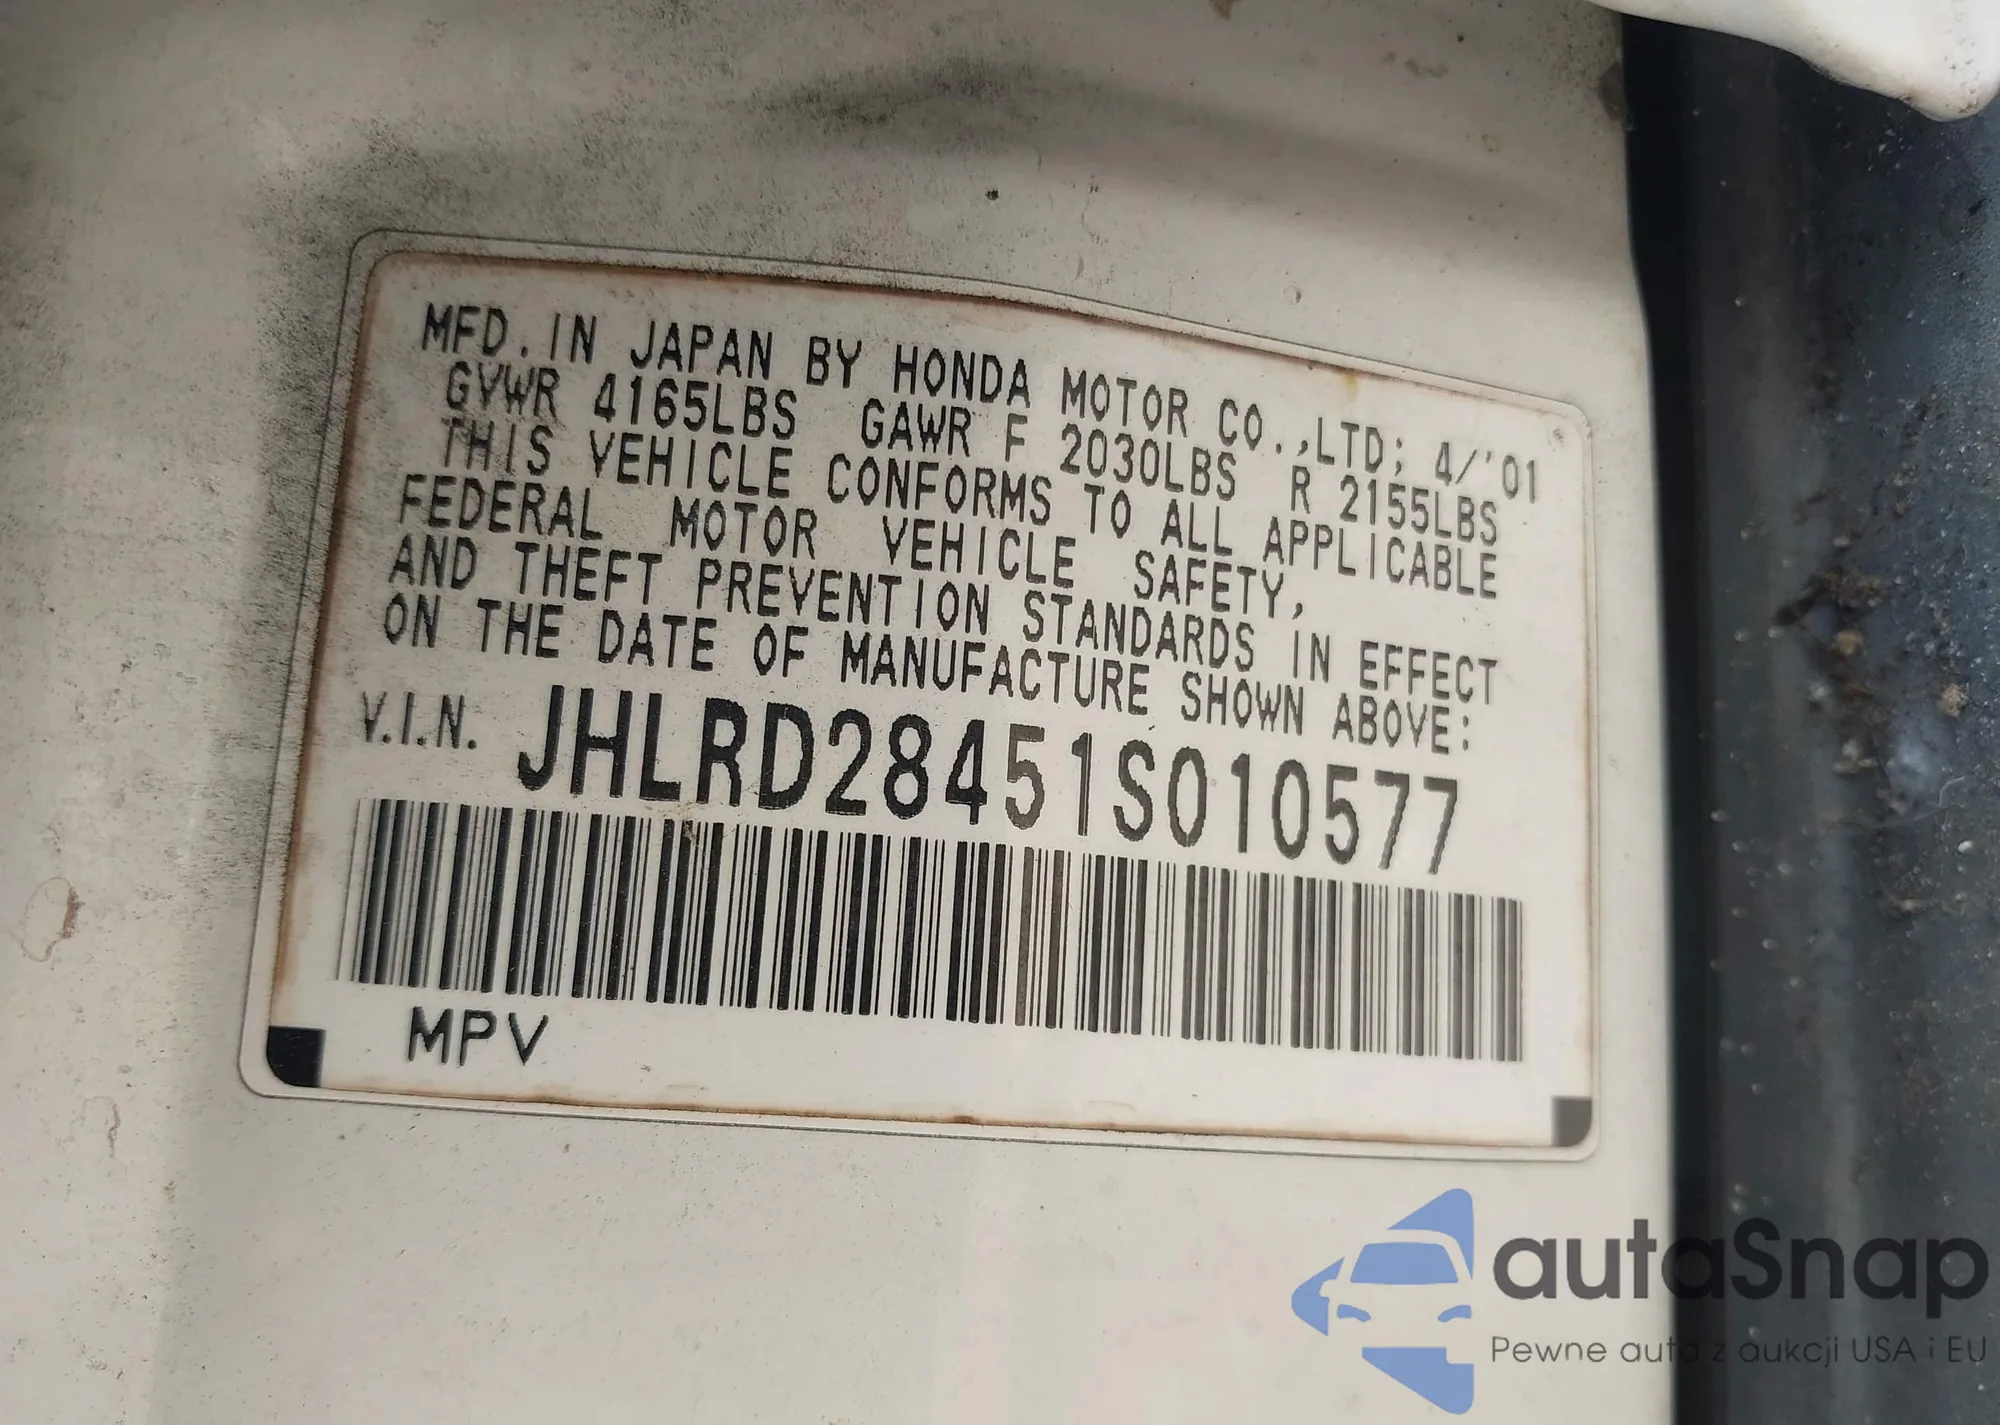 MFD. IN JAPAN BY HONDA MOTOR CO.,LTD; 4/'01
GVWR 4165LBS GAWR F 2030LBS R 2155LBS
THIS VEHICLE CONFORMS TO ALL APPLICABLE
FEDERAL MOTOR VEHICLE SAFETY,
AND THEFT PREVENTION STANDARDS IN EFFECT
ON THE DATE OF MANUFACTURE SHOWN ABOVE:
V.I.N. JHLRD28451S010577
MPV
autaSnap
Pewne auta z aukcji USA i EU